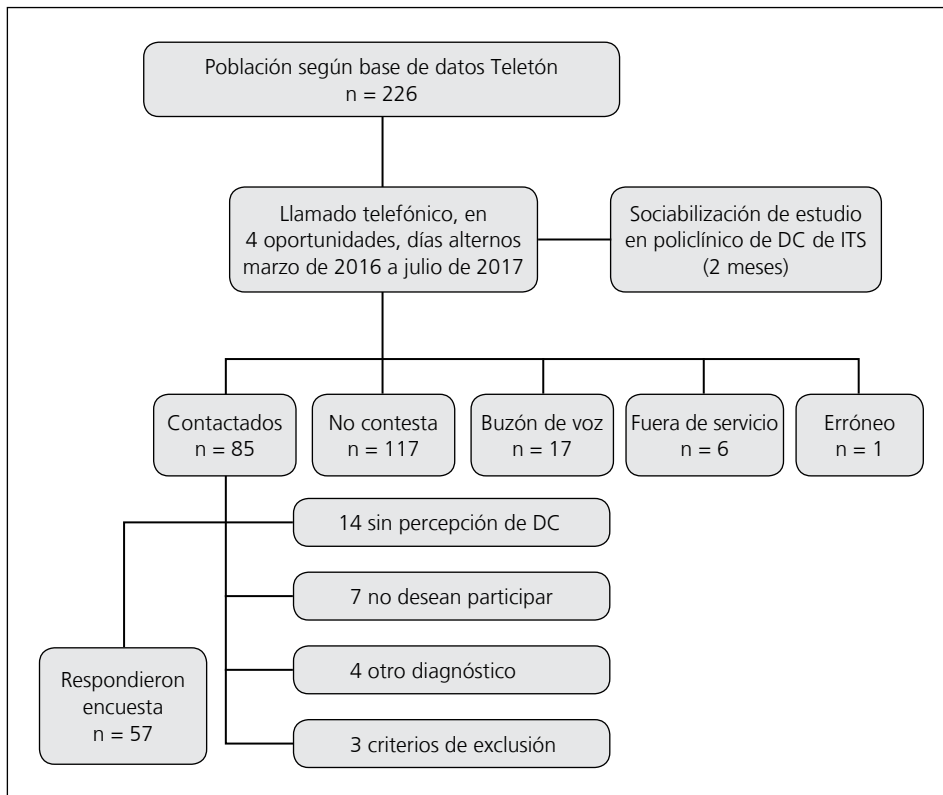 Población según base de datos Teletón
n = 226
Llamado telefónico, en
4 oportunidades, días alternos
marzo de 2016 a julio de 2017
Sociabilización de estudio
en policlínico de DC de ITS
(2 meses)
Contactados
n = 85
No contesta
n = 117
Buzón de voz
n = 17
Fuera de servicio
n = 6
Erróneo
n = 1
14 sin percepción de DC
7 no desean participar
4 otro diagnóstico
3 criterios de exclusión
Respondieron
encuesta
n = 57